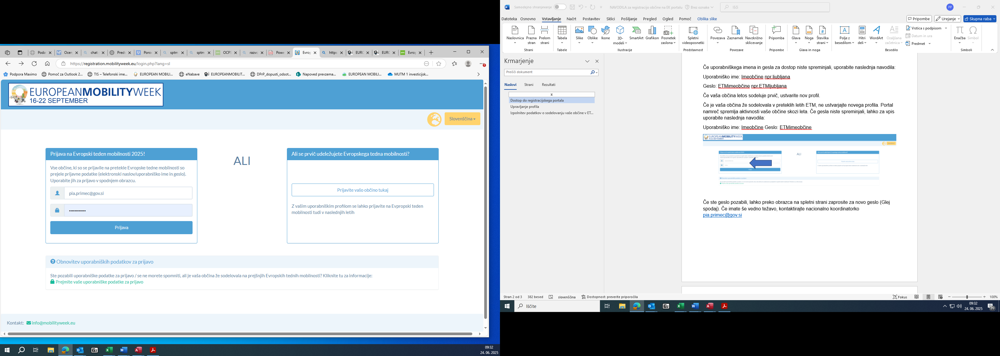 Poda
Ocen
chat
Preds
Poroc
sptm
sptm
OCPS
razvo
Powe
Evrop
https
EURO
EURO
Evrop
https://registration.mobilityweek.eu/login.php?lang=sl
Podpora Maximo
Pomoč za Outlook 2...
TIS – Telefonski ime...
EUROPEAN MOBILI...
eNabave
EUROPEANMOBILIT...
DPrP_dopusti_odsot...
Napoved prevzema...
EUROPEAN MOBILI...
MUTM 1 investicijsk...
EUROPEANMOBILITYWEEK
16-22 SEPTEMBER
Slovenščina
Prijava na Evropski teden mobilnosti 2025!
Vse občine, ki so se prijavile na pretekle Evropske tedne mobilnosti so
prejele prijavne podatke (elektronski naslov/uporabniško ime in geslo).
Uporabite jih za prijavo v spodnjem obrazcu.
pia.primec@gov.si
Prijava
ALI
Ali se prvič udeležujete Evropskega tedna mobilnosti?
Prijavite vašo občino tukaj
Z vašim uporabniškim profilom se lahko prijavite na Evpropski teden
mobilnosti tudi v naslednjih letih
Obnovitev uporabniških podatkov za prijavo
Ste pozabili uporabniške podatke za prijavo / se ne morete spomniti, ali je vaša občina že sodelovala na prejšnjih Evropskih tednih mobilnosti? Kliknite tu za informacije:
Prejmite vaše uporabniške podatke za prijavo
Kontakt: info@mobilityweek.eu
09:32
24. 06. 2025
Samodejno shranjevanje
NAVODILA za registracijo občine na EK portalu
Brez oznake
Išči
PP
Datoteka Osnovno Vstavljanje Načrt Postavitev Sklici Pošiljanje Pregled Ogled Pomoč Oblika slike
Pripombe
Urejanje
Skupna raba
Naslovnica
Prazna stran
Prelom strani
Strani
Tabela
Tabele
Slike
Oblike
Ikone
3D-modeli
SmartArt
Grafikon
Posnetek zaslona
Ilustracije
Spletni videoposnetki
Predstavnost
Povezava
Zaznamek
Navzkrižno sklicevanje
Povezave
Pripomba
Pripombe
Glava
Noga
Številka strani
Glava in noga
Polje z besedilom
Hitri deli
WordArt
Ozaljšana začetnica
Vrstica s podpisom
Datum in ura
Predmet
Besedilo
Enačba
Simbol
Simboli
Krmarjenje
Preišči dokument
Naslovi Strani Rezultati
Dostop do registracijskega portala
Upravljanje profila
Izpolnitev podatkov o sodelovanju vaše občine v ET...
Če uporabniškega imena in gesla za dostop niste spreminjali, uporabite naslednja navodila:
Uporabniško ime: Imeobčine npr.ljubljana
Geslo: ETMimeobčine npr.ETMljubljana
Če vaša občina letos sodeluje prvič, ustvarite nov profil.
Če je vaša občina že sodelovala v preteklih letih ETM, ne ustvarjajte novega profila. Portal
namreč spremlja aktivnosti vaše občine skozi leta. Če gesla niste spreminjali, lahko za vpis
uporabite naslednja navodila:
Uporabniško ime: Imeobčine Geslo: ETMimeobčine
EUROPEANMOBILITYWEEK
16-22 SEPTEMBER
ALI
Če ste geslo pozabili, lahko preko obrazca na spletni strani zaprosite za novo geslo (Glej
spodaj). Če imate še vedno težavo, kontaktirajte nacionalno koordinatorko
pia.primec@gov.si
Stran 2 od 3
382 besed
slovenščina
Dostopnost: preverite priporočila
Fokus
100%
Iščite
09:32
24. 06. 2025
20